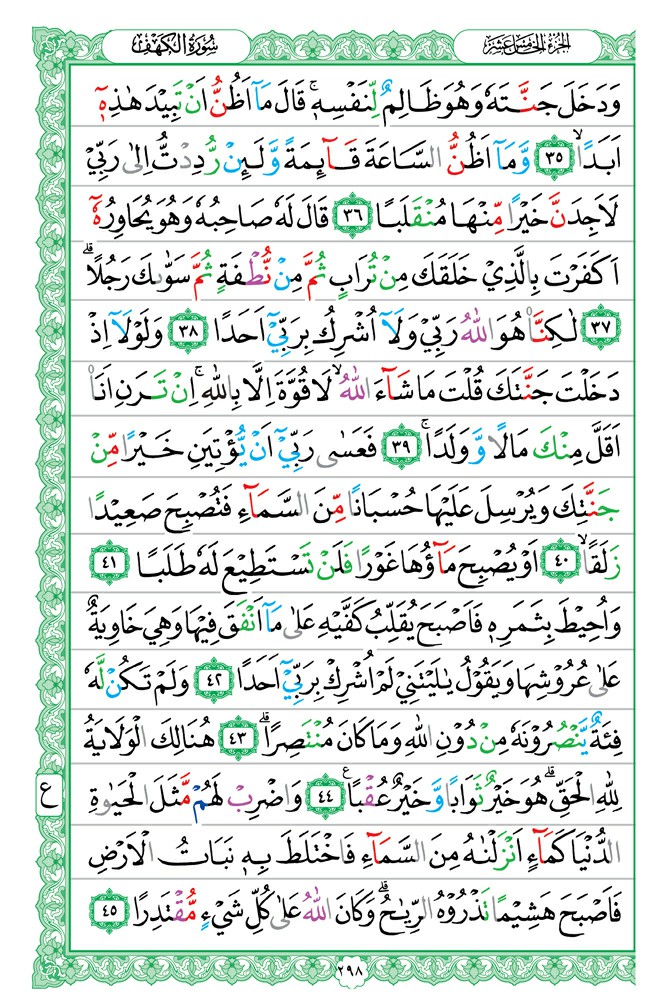 الجزء الخامس عشر
سورة الكهف
وَدَخَلَ جَنَّتَهٗ وَهُوَ ظَالِمٌ لِّنَفْسِهٖ ۚ قَالَ مَآ اَظُنُّ اَنْ تَبِيْدَ هٰذِهٖٓ
اَبَدًا ۙ ٣٥ وَّمَآ اَظُنُّ السَّاعَةَ قَآئِمَةً وَّلَئِنْ رُّدِدْتُّ اِلٰى رَبِّيْ
لَاَجِدَنَّ خَيْرًا مِّنْهَا مُنْقَلَبًا ٣٦ قَالَ لَهٗ صَاحِبُهٗ وَهُوَ يُحَاوِرُهٗٓ
اَكَفَرْتَ بِالَّذِيْ خَلَقَكَ مِنْ تُرَابٍ ثُمَّ مِنْ نُّطْفَةٍ ثُمَّ سَوّٰىكَ رَجُلًا ۗ
٣٧ لٰكِنَّا۠ هُوَ اللّٰهُ رَبِّيْ وَلَآ اُشْرِكُ بِرَبِّيْٓ اَحَدًا ٣٨ وَلَوْلَآ اِذْ
دَخَلْتَ جَنَّتَكَ قُلْتَ مَا شَآءَ اللّٰهُ ۙ لَا قُوَّةَ اِلَّا بِاللّٰهِ ۚ اِنْ تَرَنِ اَنَا۠
اَقَلَّ مِنْكَ مَالًا وَّوَلَدًا ۚ ٣٩ فَعَسٰى رَبِّيْٓ اَنْ يُّؤْتِيَنِ خَيْرًا مِّنْ
جَنَّتِكَ وَيُرْسِلَ عَلَيْهَا حُسْبَانًا مِّنَ السَّمَآءِ فَتُصْبِحَ صَعِيْدًا
زَلَقًا ۙ ٤٠ اَوْ يُصْبِحَ مَآؤُهَا غَوْرًا فَلَنْ تَسْتَطِيْعَ لَهٗ طَلَبًا ٤١
وَاُحِيْطَ بِثَمَرِهٖ فَاَصْبَحَ يُقَلِّبُ كَفَّيْهِ عَلٰى مَآ اَنْفَقَ فِيْهَا وَهِيَ خَاوِيَةٌ
عَلٰى عُرُوْشِهَا وَيَقُوْلُ يٰلَيْتَنِيْ لَمْ اُشْرِكْ بِرَبِّيْٓ اَحَدًا ٤٢ وَلَمْ تَكُنْ لَّهٗ
فِئَةٌ يَّنْصُرُوْنَهٗ مِنْ دُوْنِ اللّٰهِ وَمَا كَانَ مُنْتَصِرًا ۗ ٤٣ هُنَالِكَ الْوَلَايَةُ
لِلّٰهِ الْحَقِّ ۗ هُوَ خَيْرٌ ثَوَابًا وَّخَيْرٌ عُقْبًا ࣖ ٤٤ وَاضْرِبْ لَهُمْ مَّثَلَ الْحَيٰوةِ
ع
الدُّنْيَا كَمَآءٍ اَنْزَلْنٰهُ مِنَ السَّمَآءِ فَاخْتَلَطَ بِهٖ نَبَاتُ الْاَرْضِ
فَاَصْبَحَ هَشِيْمًا تَذْرُوْهُ الرِّيٰحُ ۗ وَكَانَ اللّٰهُ عَلٰى كُلِّ شَيْءٍ مُّقْتَدِرًا ٤٥
٢٩٨